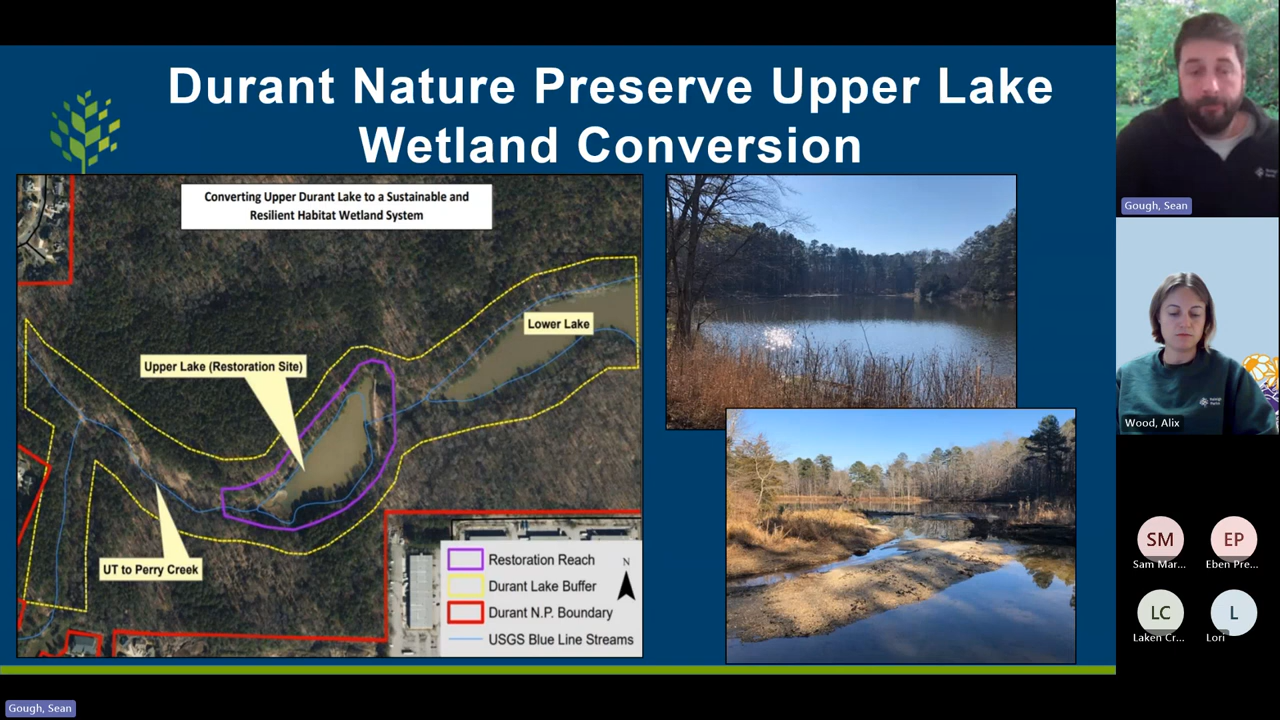 Durant Nature Preserve Upper Lake
Wetland Conversion
Converting Upper Durant Lake to a Sustainable and
Resilient Habitat Wetland System
Lower Lake
Upper Lake (Restoration Site)
UT to Perry Creek
Restoration Reach
Durant Lake Buffer
Durant N.P. Boundary
USGS Blue Line Streams
N
Gough, Sean
Wood, Alix
SM
Sam Mar...
EP
Eben Pre...
LC
Laken Cr...
L
Lori
Gough, Sean